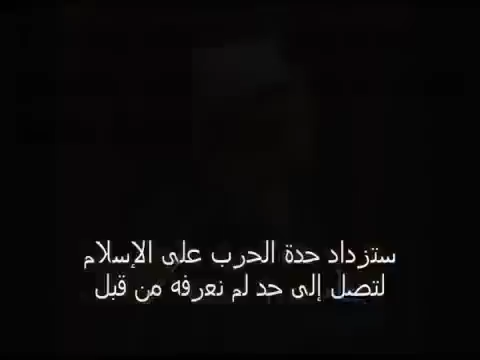 ستزداد حدة الحرب على الإسلام
لتصل إلى حد لم نعرفه من قبل